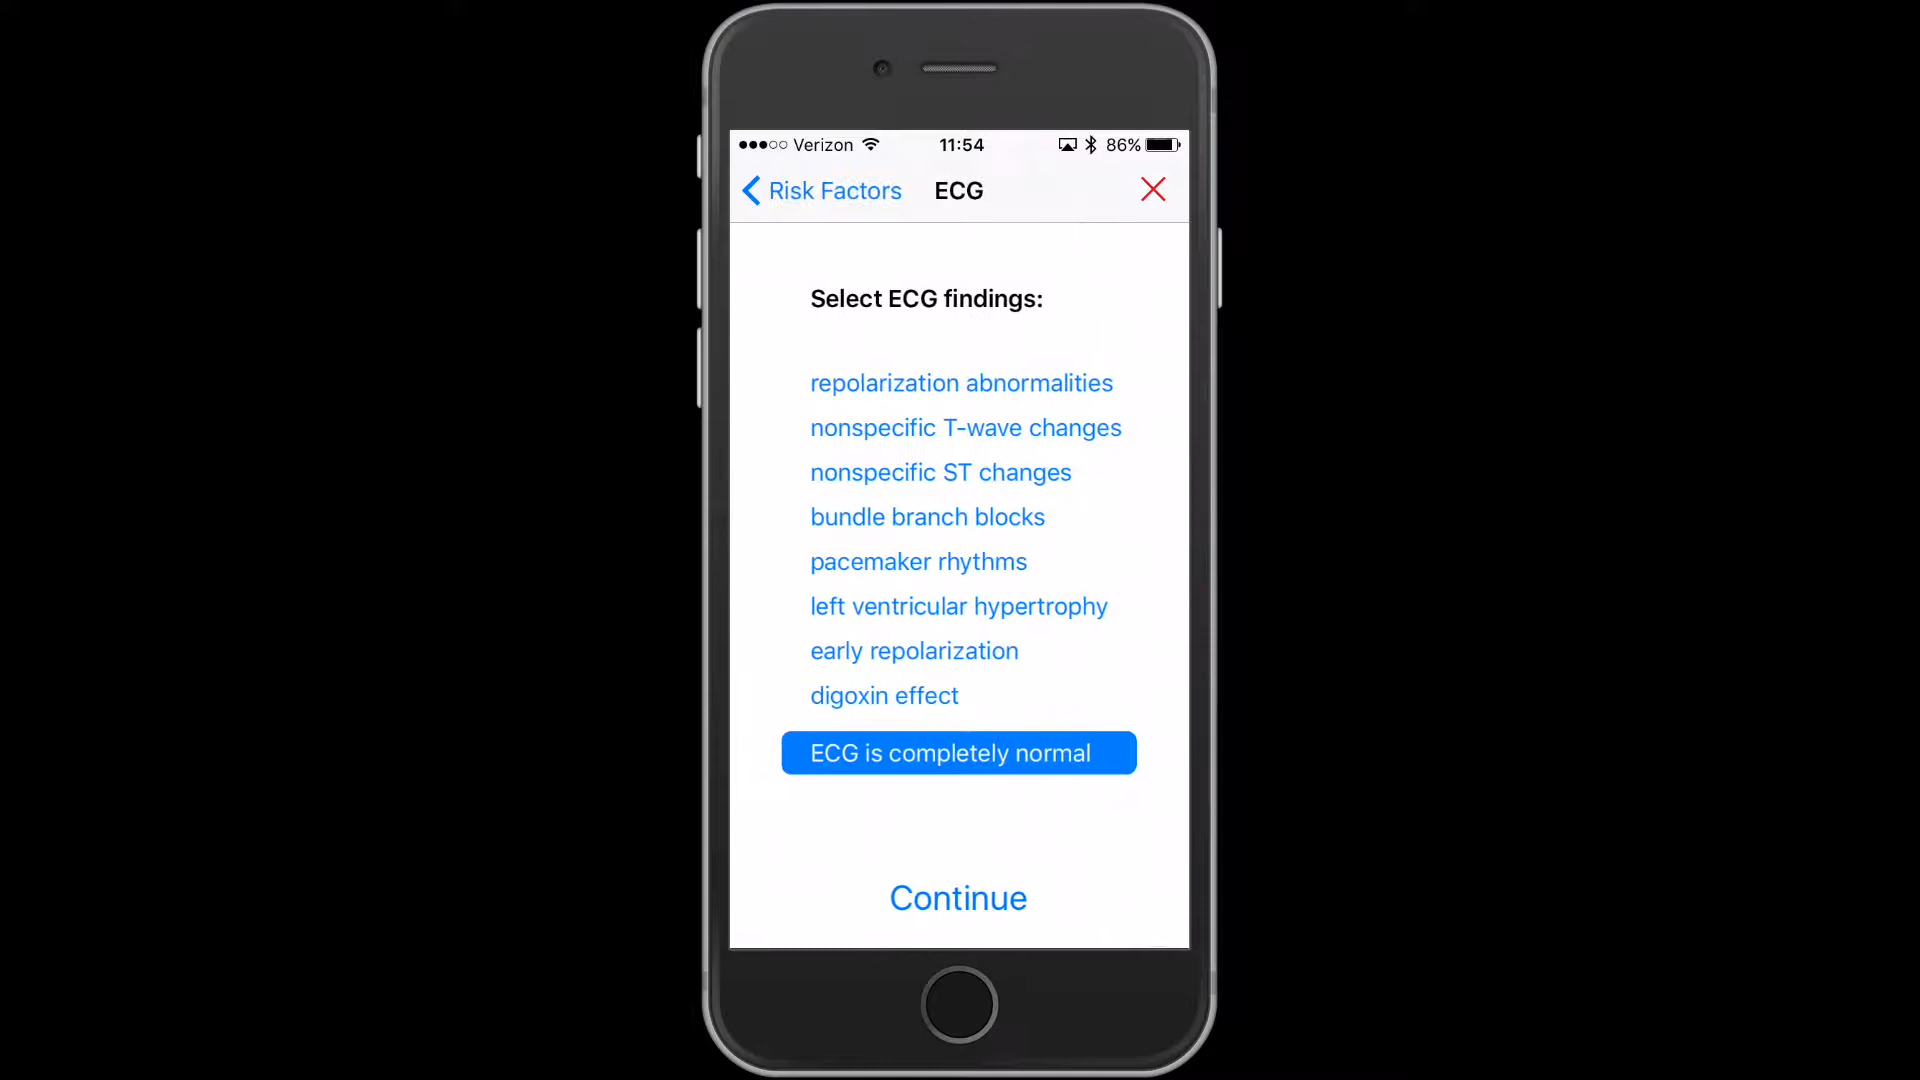 Verizon 11:54 86%
Risk Factors ECG
Select ECG findings:
repolarization abnormalities
nonspecific T-wave changes
nonspecific ST changes
bundle branch blocks
pacemaker rhythms
left ventricular hypertrophy
early repolarization
digoxin effect
ECG is completely normal
Continue